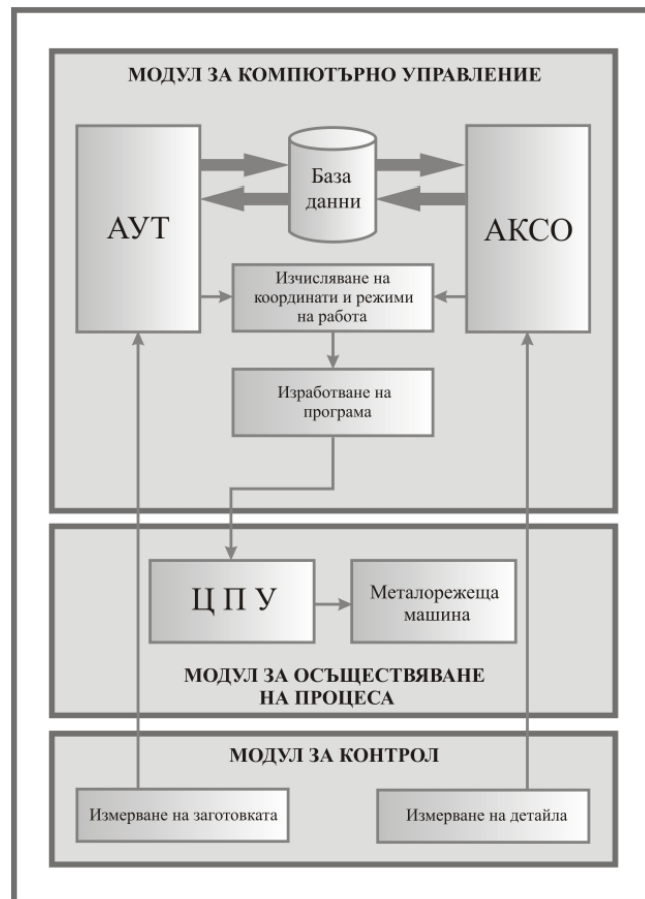 МОДУЛ ЗА КОМПЮТЪРНО УПРАВЛЕНИЕ
АУТ
База
данни
АКСО
Изчисляване на
координати и режими
на работа
Изработване на
програма
Ц П У
Металорежеща
машина
МОДУЛ ЗА ОСЪЩЕСТВЯВАНЕ
НА ПРОЦЕСА
МОДУЛ ЗА КОНТРОЛ
Измерване на заготовката
Измерване на детайла